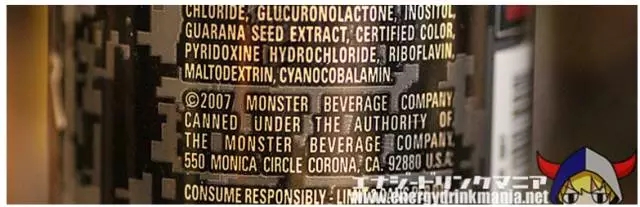 CHLORIDE, GLUCURONOLACTONE, INOSITOL,
GUARANA SEED EXTRACT, CERTIFIED COLOR,
PYRIDOXINE HYDROCHLORIDE, RIBOFLAVIN,
MALTODEXTRIN, CYANOCOBALAMIN.
©2007 MONSTER BEVERAGE COMPANY
CANNED UNDER THE AUTHORITY OF
THE MONSTER BEVERAGE COMPANY.
550 MONICA CIRCLE CORONA, CA. 92880 U.S.A.
CONSUME RESPONSIBLY - LIMIT
エナジードリンクマニア
www.energydrinkmania.net